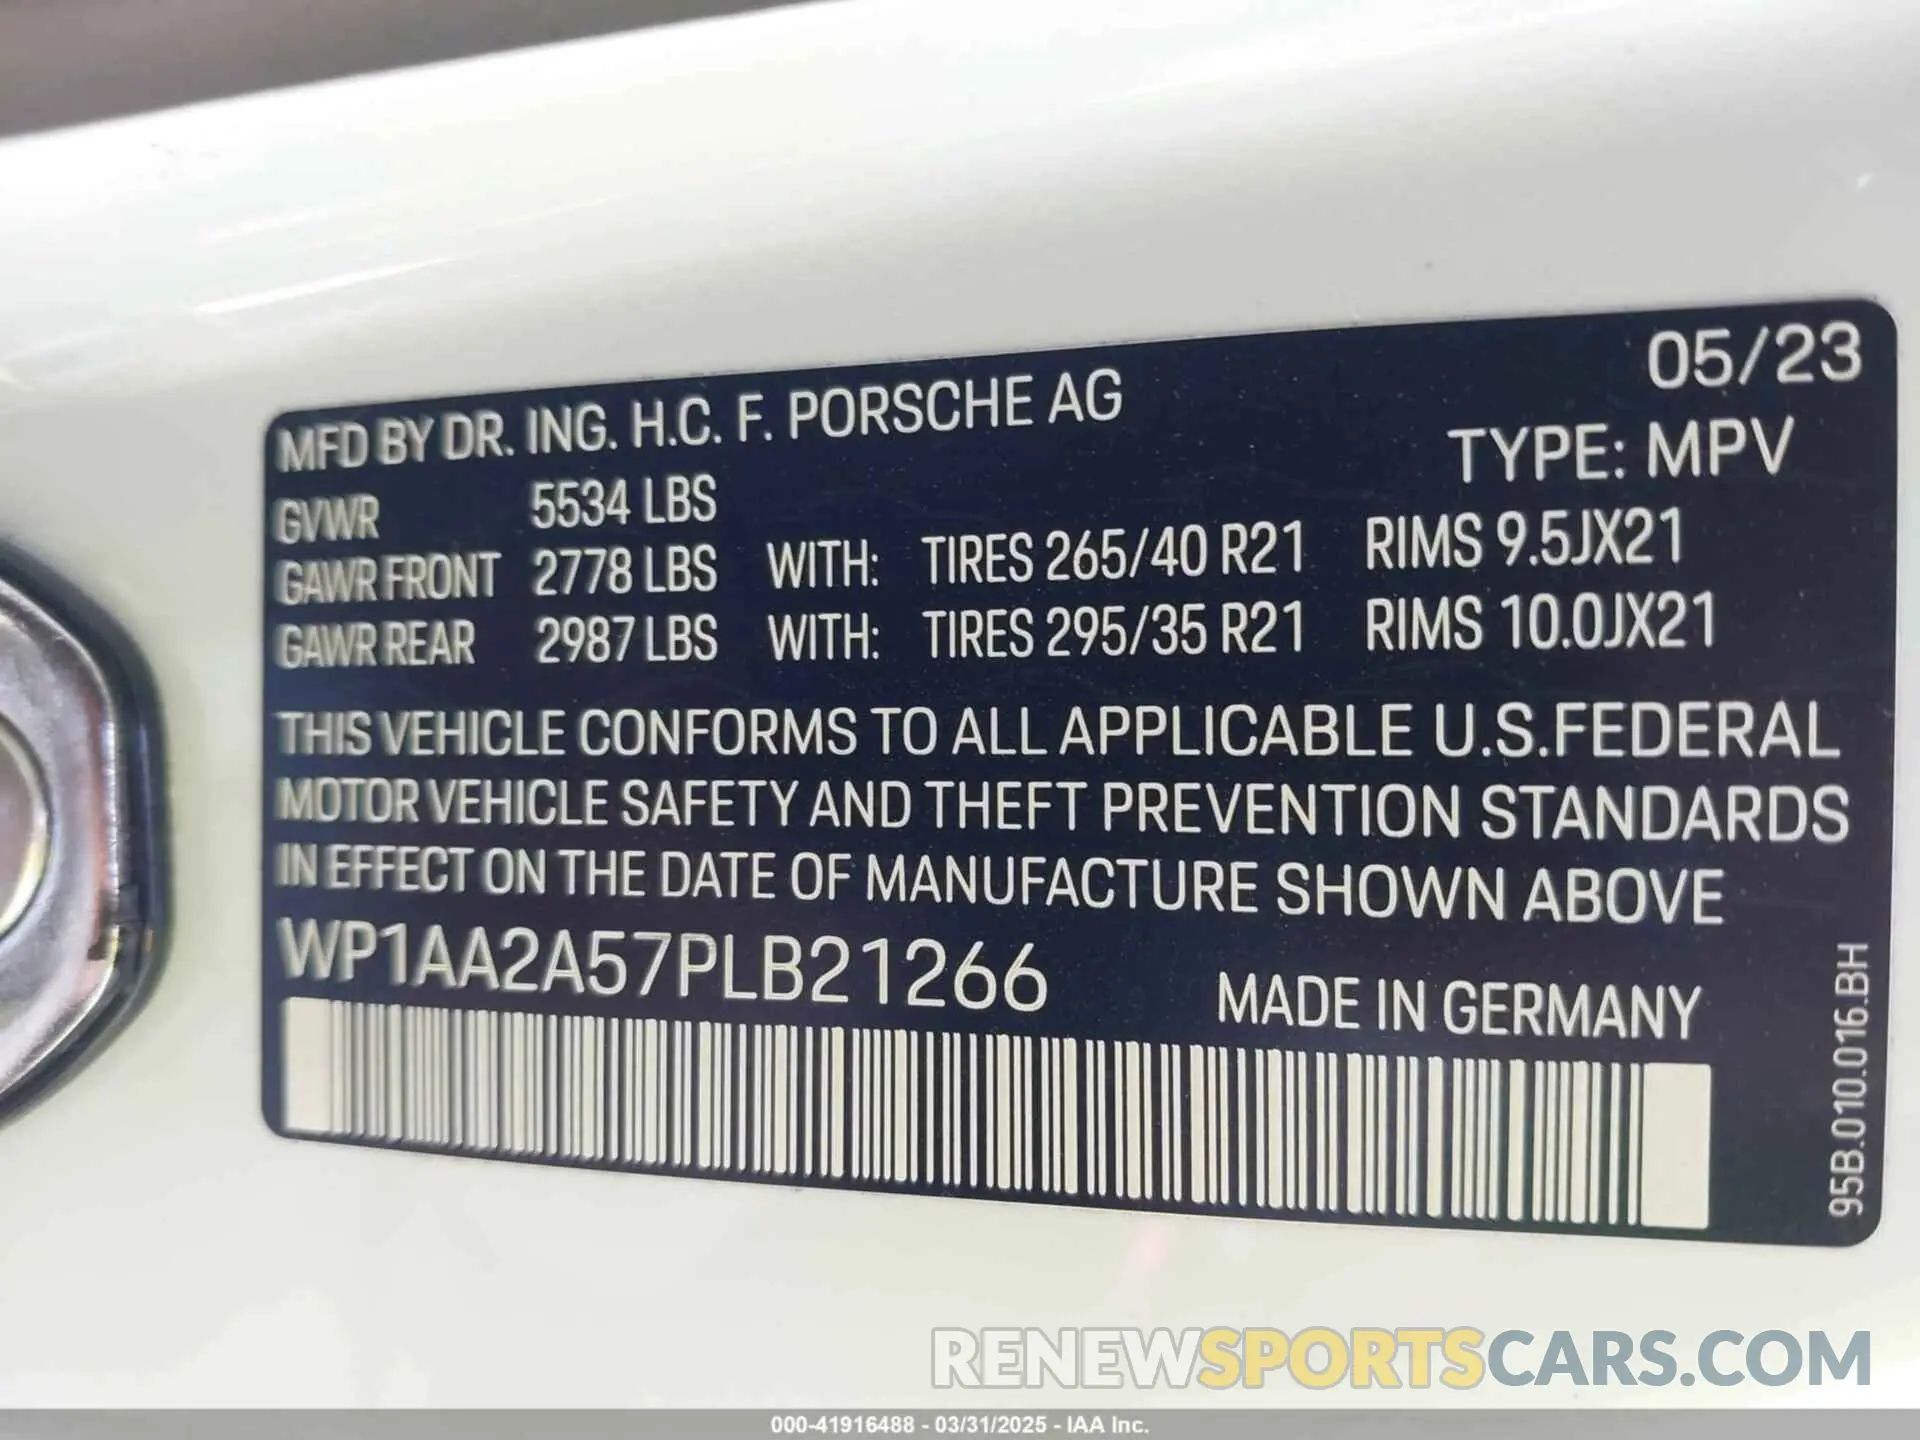 05/23
MFD BY DR. ING. H.C. F. PORSCHE AG
TYPE: MPV
GVWR 5534 LBS
GAWR FRONT 2778 LBS WITH: TIRES 265/40 R21 RIMS 9.5JX21
GAWR REAR 2987 LBS WITH: TIRES 295/35 R21 RIMS 10.0JX21
THIS VEHICLE CONFORMS TO ALL APPLICABLE U.S.FEDERAL
MOTOR VEHICLE SAFETY AND THEFT PREVENTION STANDARDS
IN EFFECT ON THE DATE OF MANUFACTURE SHOWN ABOVE
WP1AA2A57PLB21266
MADE IN GERMANY
95B.010.016.BH
RENEWSPORTSCARS.COM
000-41916488 - 03/31/2025 - IAA Inc.